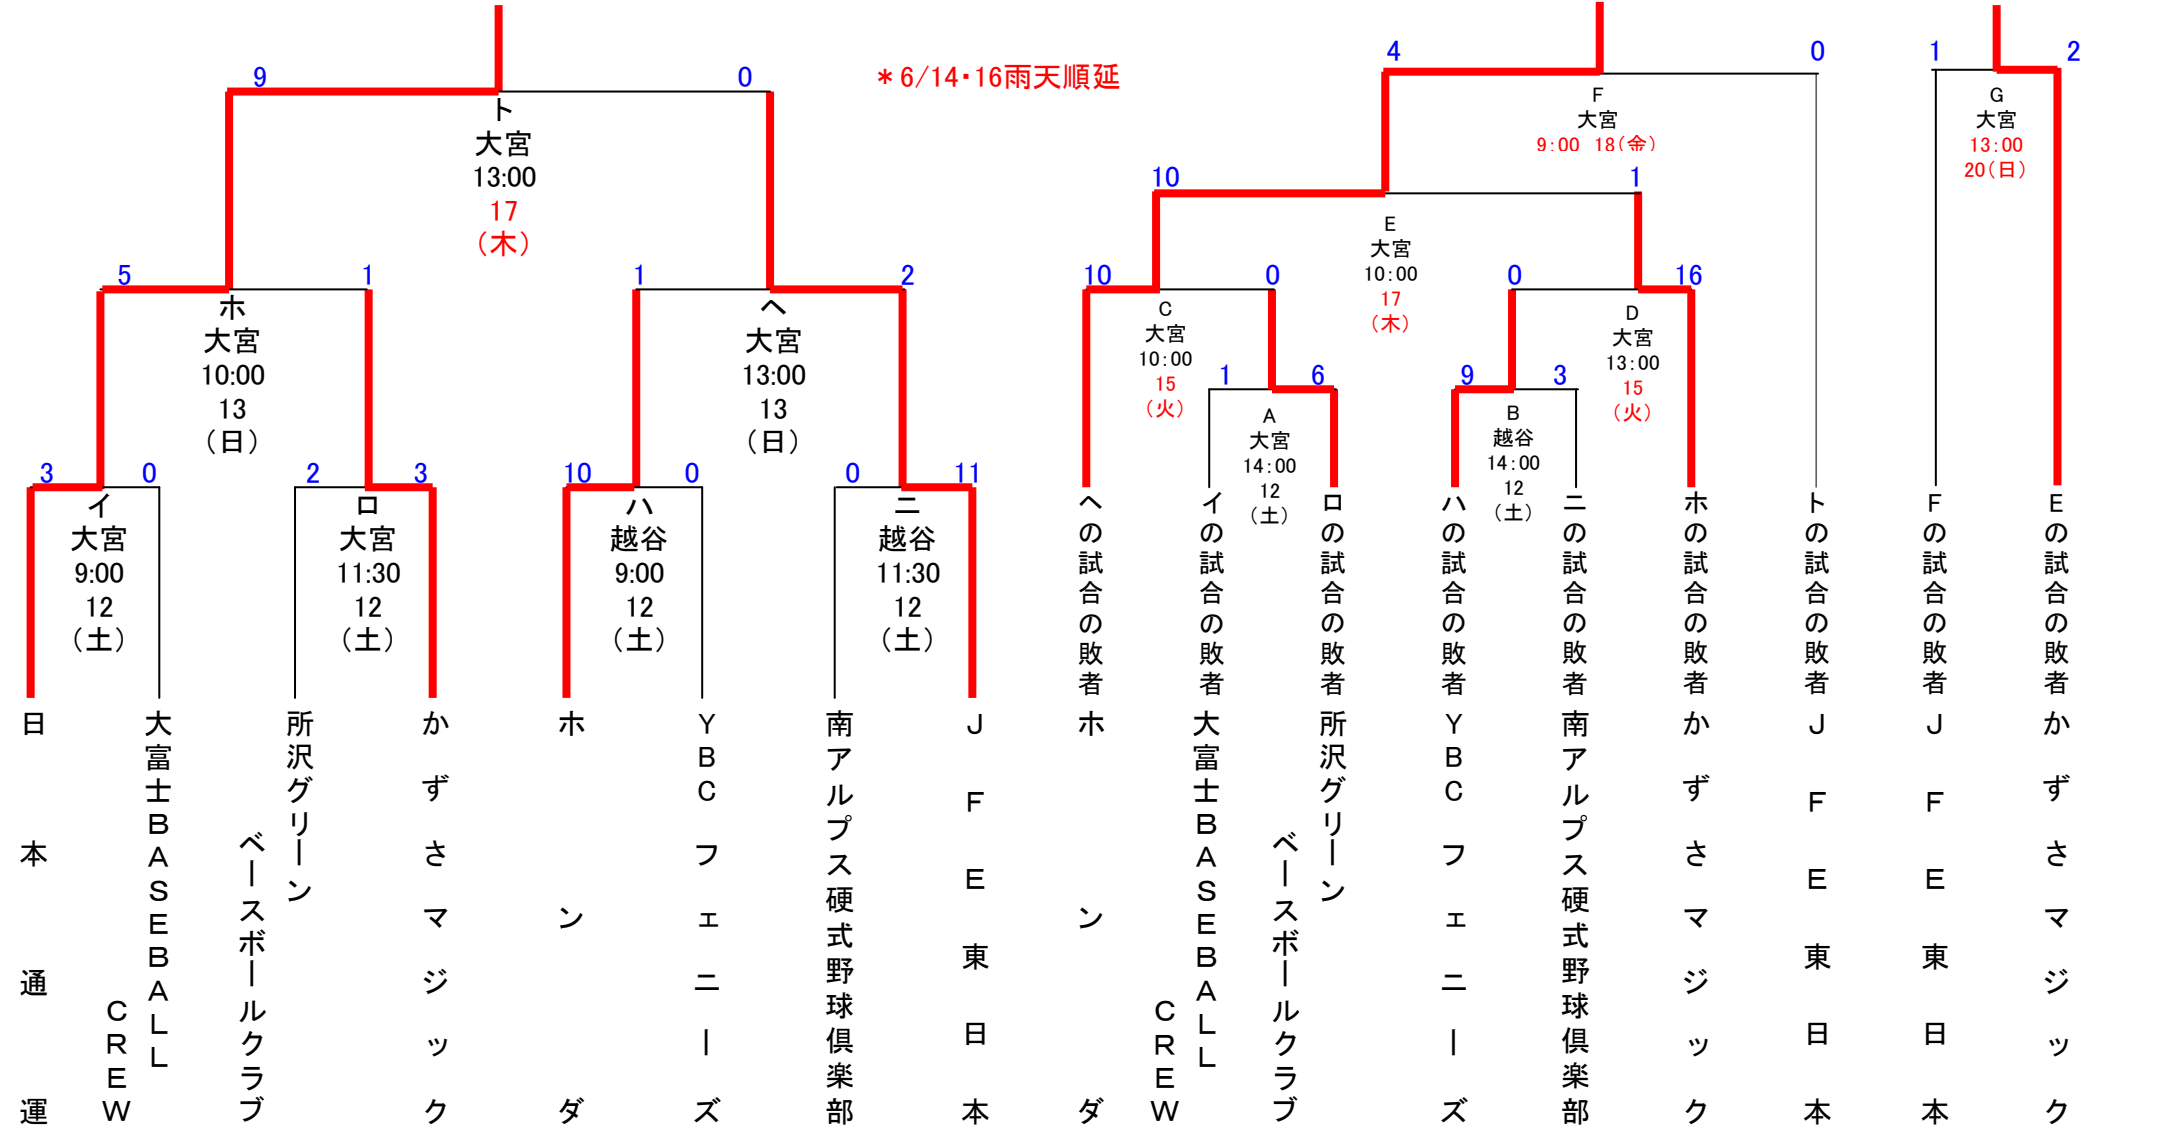 9
0
ト
大宮
13:00
17
（木）
＊6/14・16雨天順延
5
1
ホ
大宮
10:00
13
（日）
1
2
ヘ
大宮
13:00
13
（日）
3
0
イ
大宮
9:00
12
（土）
2
3
ロ
大宮
11:30
12
（土）
10
0
ハ
越谷
9:00
12
（土）
0
11
ニ
越谷
11:30
12
（土）
日本通運
大富士BASEBALL
CREW
所沢グリーン
ベースボールクラブ
かずさマジック
ホンダ
YBCフェニーズ
南アルプス硬式野球倶楽部
JFE東日本
4
0
F
大宮
9:00 18(金)
1
2
G
大宮
13:00
20(日)
10
1
E
大宮
10:00
17
（木）
10
0
C
大宮
10:00
15
（火）
0
16
D
大宮
13:00
15
（火）
1
6
A
大宮
14:00
12
（土）
9
3
B
越谷
14:00
12
（土）
ヘの試合の敗者
イの試合の敗者
ロの試合の敗者
ハの試合の敗者
ニの試合の敗者
ホの試合の敗者
トの試合の敗者
Fの試合の敗者
Eの試合の敗者
ホンダ
大富士BASEBALL
CREW
所沢グリーン
ベースボールクラブ
YBCフェニーズ
南アルプス硬式野球倶楽部
かずさマジック
JFE東日本
JFE東日本
かずさマジック